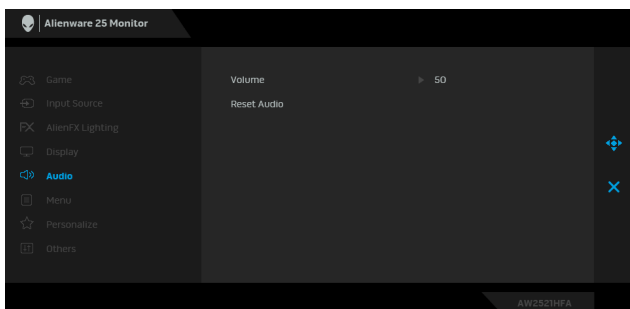 Alienware 25 Monitor
Game
Input Source
AlienFX Lighting
Display
Audio
Menu
Personalize
Others
Volume 50
Reset Audio
AW2521HFA